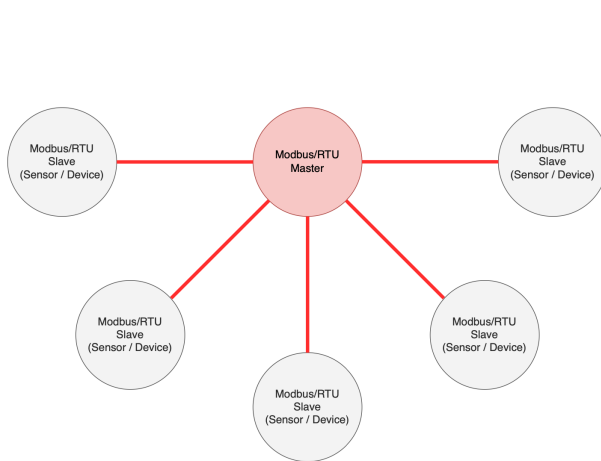 Modbus/RTU
Slave
(Sensor / Device)
Modbus/RTU
Master
Modbus/RTU
Slave
(Sensor / Device)
Modbus/RTU
Slave
(Sensor / Device)
Modbus/RTU
Slave
(Sensor / Device)
Modbus/RTU
Slave
(Sensor / Device)